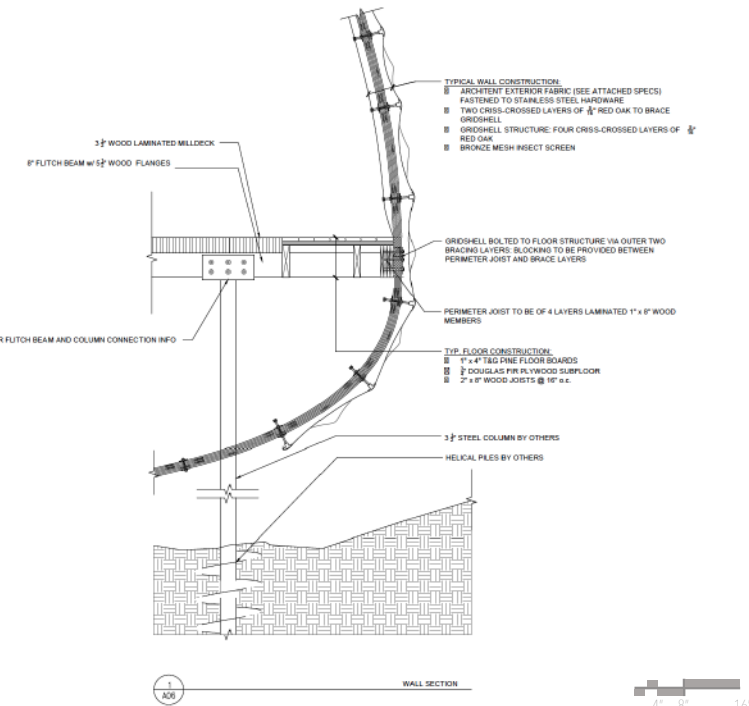 TYPICAL WALL CONSTRUCTION:
ARCHITENT EXTERIOR FABRIC (SEE ATTACHED SPECS)
FASTENED TO STAINLESS STEEL HARDWARE
TWO CRISS-CROSSED LAYERS OF RED OAK TO BRACE
GRIDSHELL
GRIDSHELL STRUCTURE: FOUR CRISS-CROSSED LAYERS OF
RED OAK
BRONZE MESH INSECT SCREEN
WOOD LAMINATED MILLDECK
8" FLITCH BEAM w/ WOOD FLANGES
GRIDSHELL BOLTED TO FLOOR STRUCTURE VIA OUTER TWO
BRACING LAYERS; BLOCKING TO BE PROVIDED BETWEEN
PERIMETER JOIST AND BRACE LAYERS
PERIMETER JOIST TO BE OF 4 LAYERS LAMINATED 1" x 8" WOOD
MEMBERS
R FLITCH BEAM AND COLUMN CONNECTION INFO
TYP. FLOOR CONSTRUCTION:
1" x 4" T&G PINE FLOOR BOARDS
DOUGLAS FIR PLYWOOD SUBFLOOR
2" x 8" WOOD JOISTS @ 16" o.c.
STEEL COLUMN BY OTHERS
HELICAL PILES BY OTHERS
1
A06
WALL SECTION
4" 8"